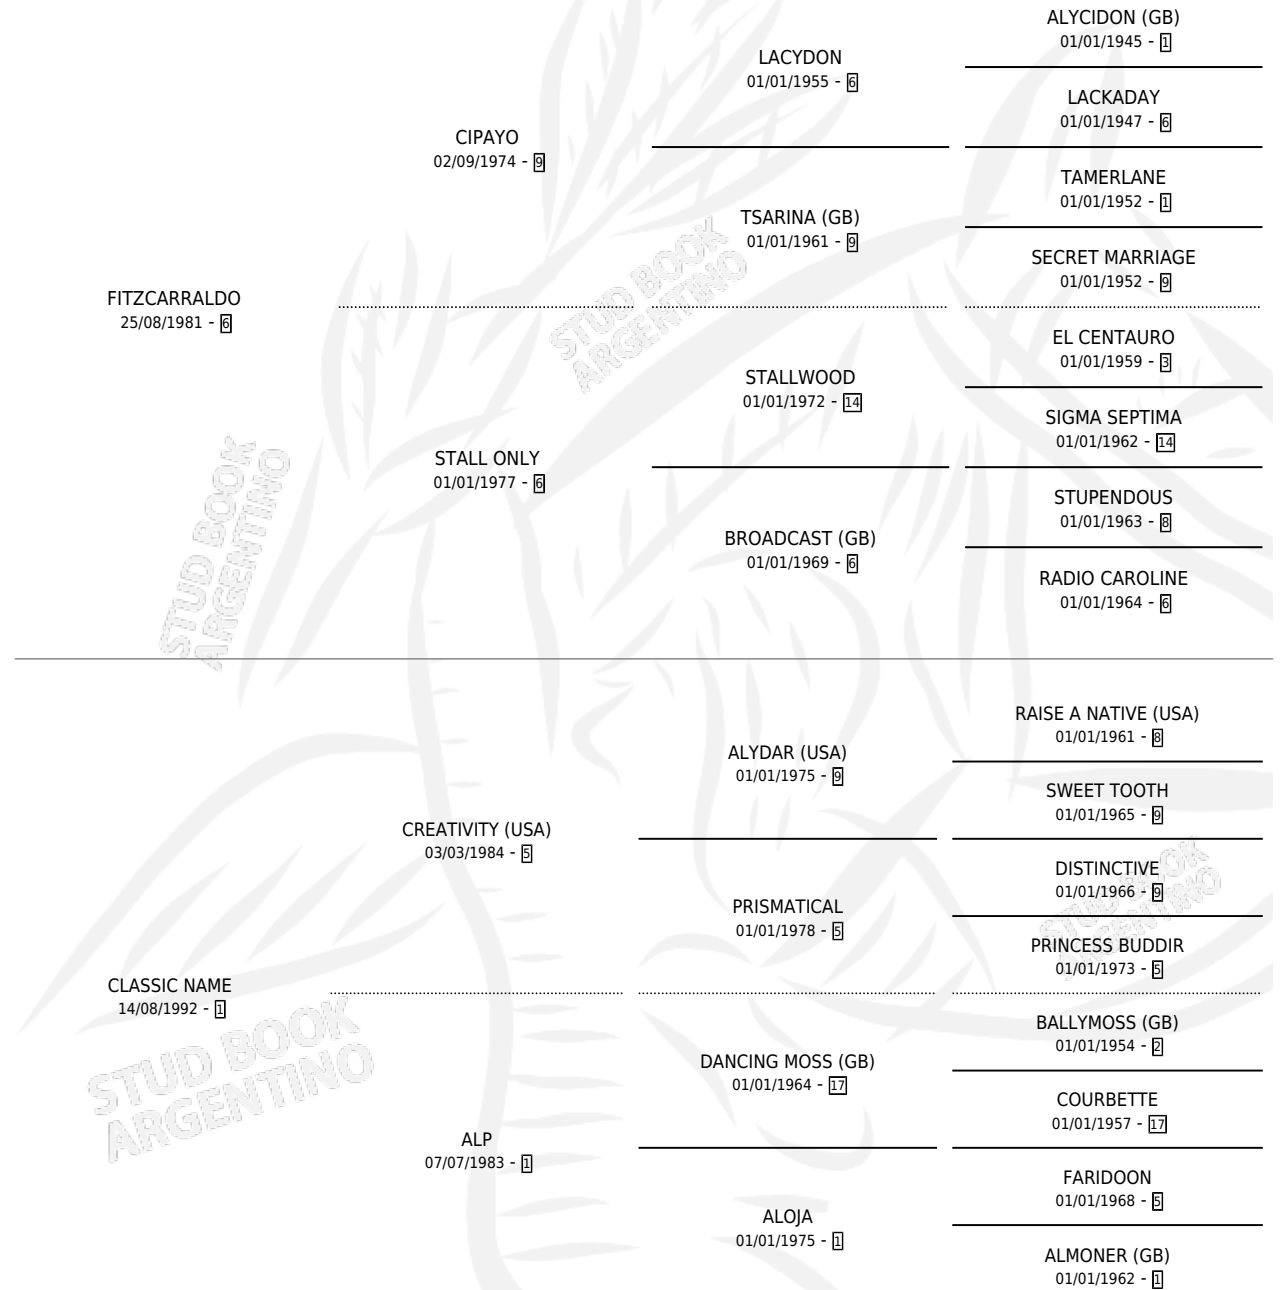 ALYCIDON (GB)
01/01/1945 - 1
LACYDON
01/01/1955 - 6
LACKADAY
01/01/1947 - 6
CIPAYO
02/09/1974 - 9
TAMERLANE
01/01/1952 - 1
TSARINA (GB)
01/01/1961 - 9
SECRET MARRIAGE
01/01/1952 - 9
FITZCARRALDO
25/08/1981 - 6
EL CENTAURO
01/01/1959 - 3
STALLWOOD
01/01/1972 - 14
SIGMA SEPTIMA
01/01/1962 - 14
STALL ONLY
01/01/1977 - 6
STUPENDOUS
01/01/1963 - 8
BROADCAST (GB)
01/01/1969 - 6
RADIO CAROLINE
01/01/1964 - 6
STUD BOOK
ARGENTINO
STUD BOOK
ARGENTINO
RAISE A NATIVE (USA)
01/01/1961 - 8
ALYDAR (USA)
01/01/1975 - 9
SWEET TOOTH
01/01/1965 - 9
CREATIVITY (USA)
03/03/1984 - 5
DISTINCTIVE
01/01/1966 - 9
PRISMATICAL
01/01/1978 - 5
PRINCESS BUDDIR
01/01/1973 - 5
CLASSIC NAME
14/08/1992 - 1
BALLYMOSS (GB)
01/01/1954 - 2
DANCING MOSS (GB)
01/01/1964 - 17
COURBETTE
01/01/1957 - 17
ALP
07/07/1983 - 1
FARIDOON
01/01/1968 - 5
ALOJA
01/01/1975 - 1
ALMONER (GB)
01/01/1962 - 1
STUD BOOK
ARGENTINO
STUD BOOK
ARGENTINO